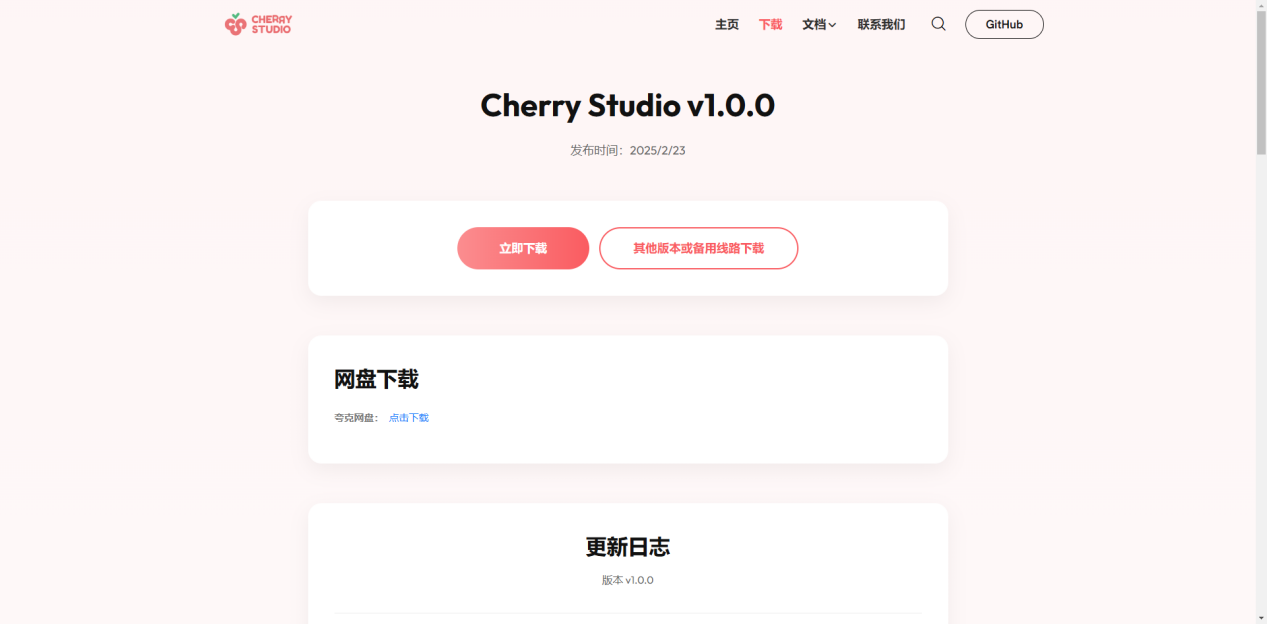 CHERRY
STUDIO
主页 下载 文档 联系我们 GitHub
Cherry Studio v1.0.0
发布时间：2025/2/23
立即下载 其他版本或备用线路下载
网盘下载
夸克网盘： 点击下载
更新日志
版本 v1.0.0